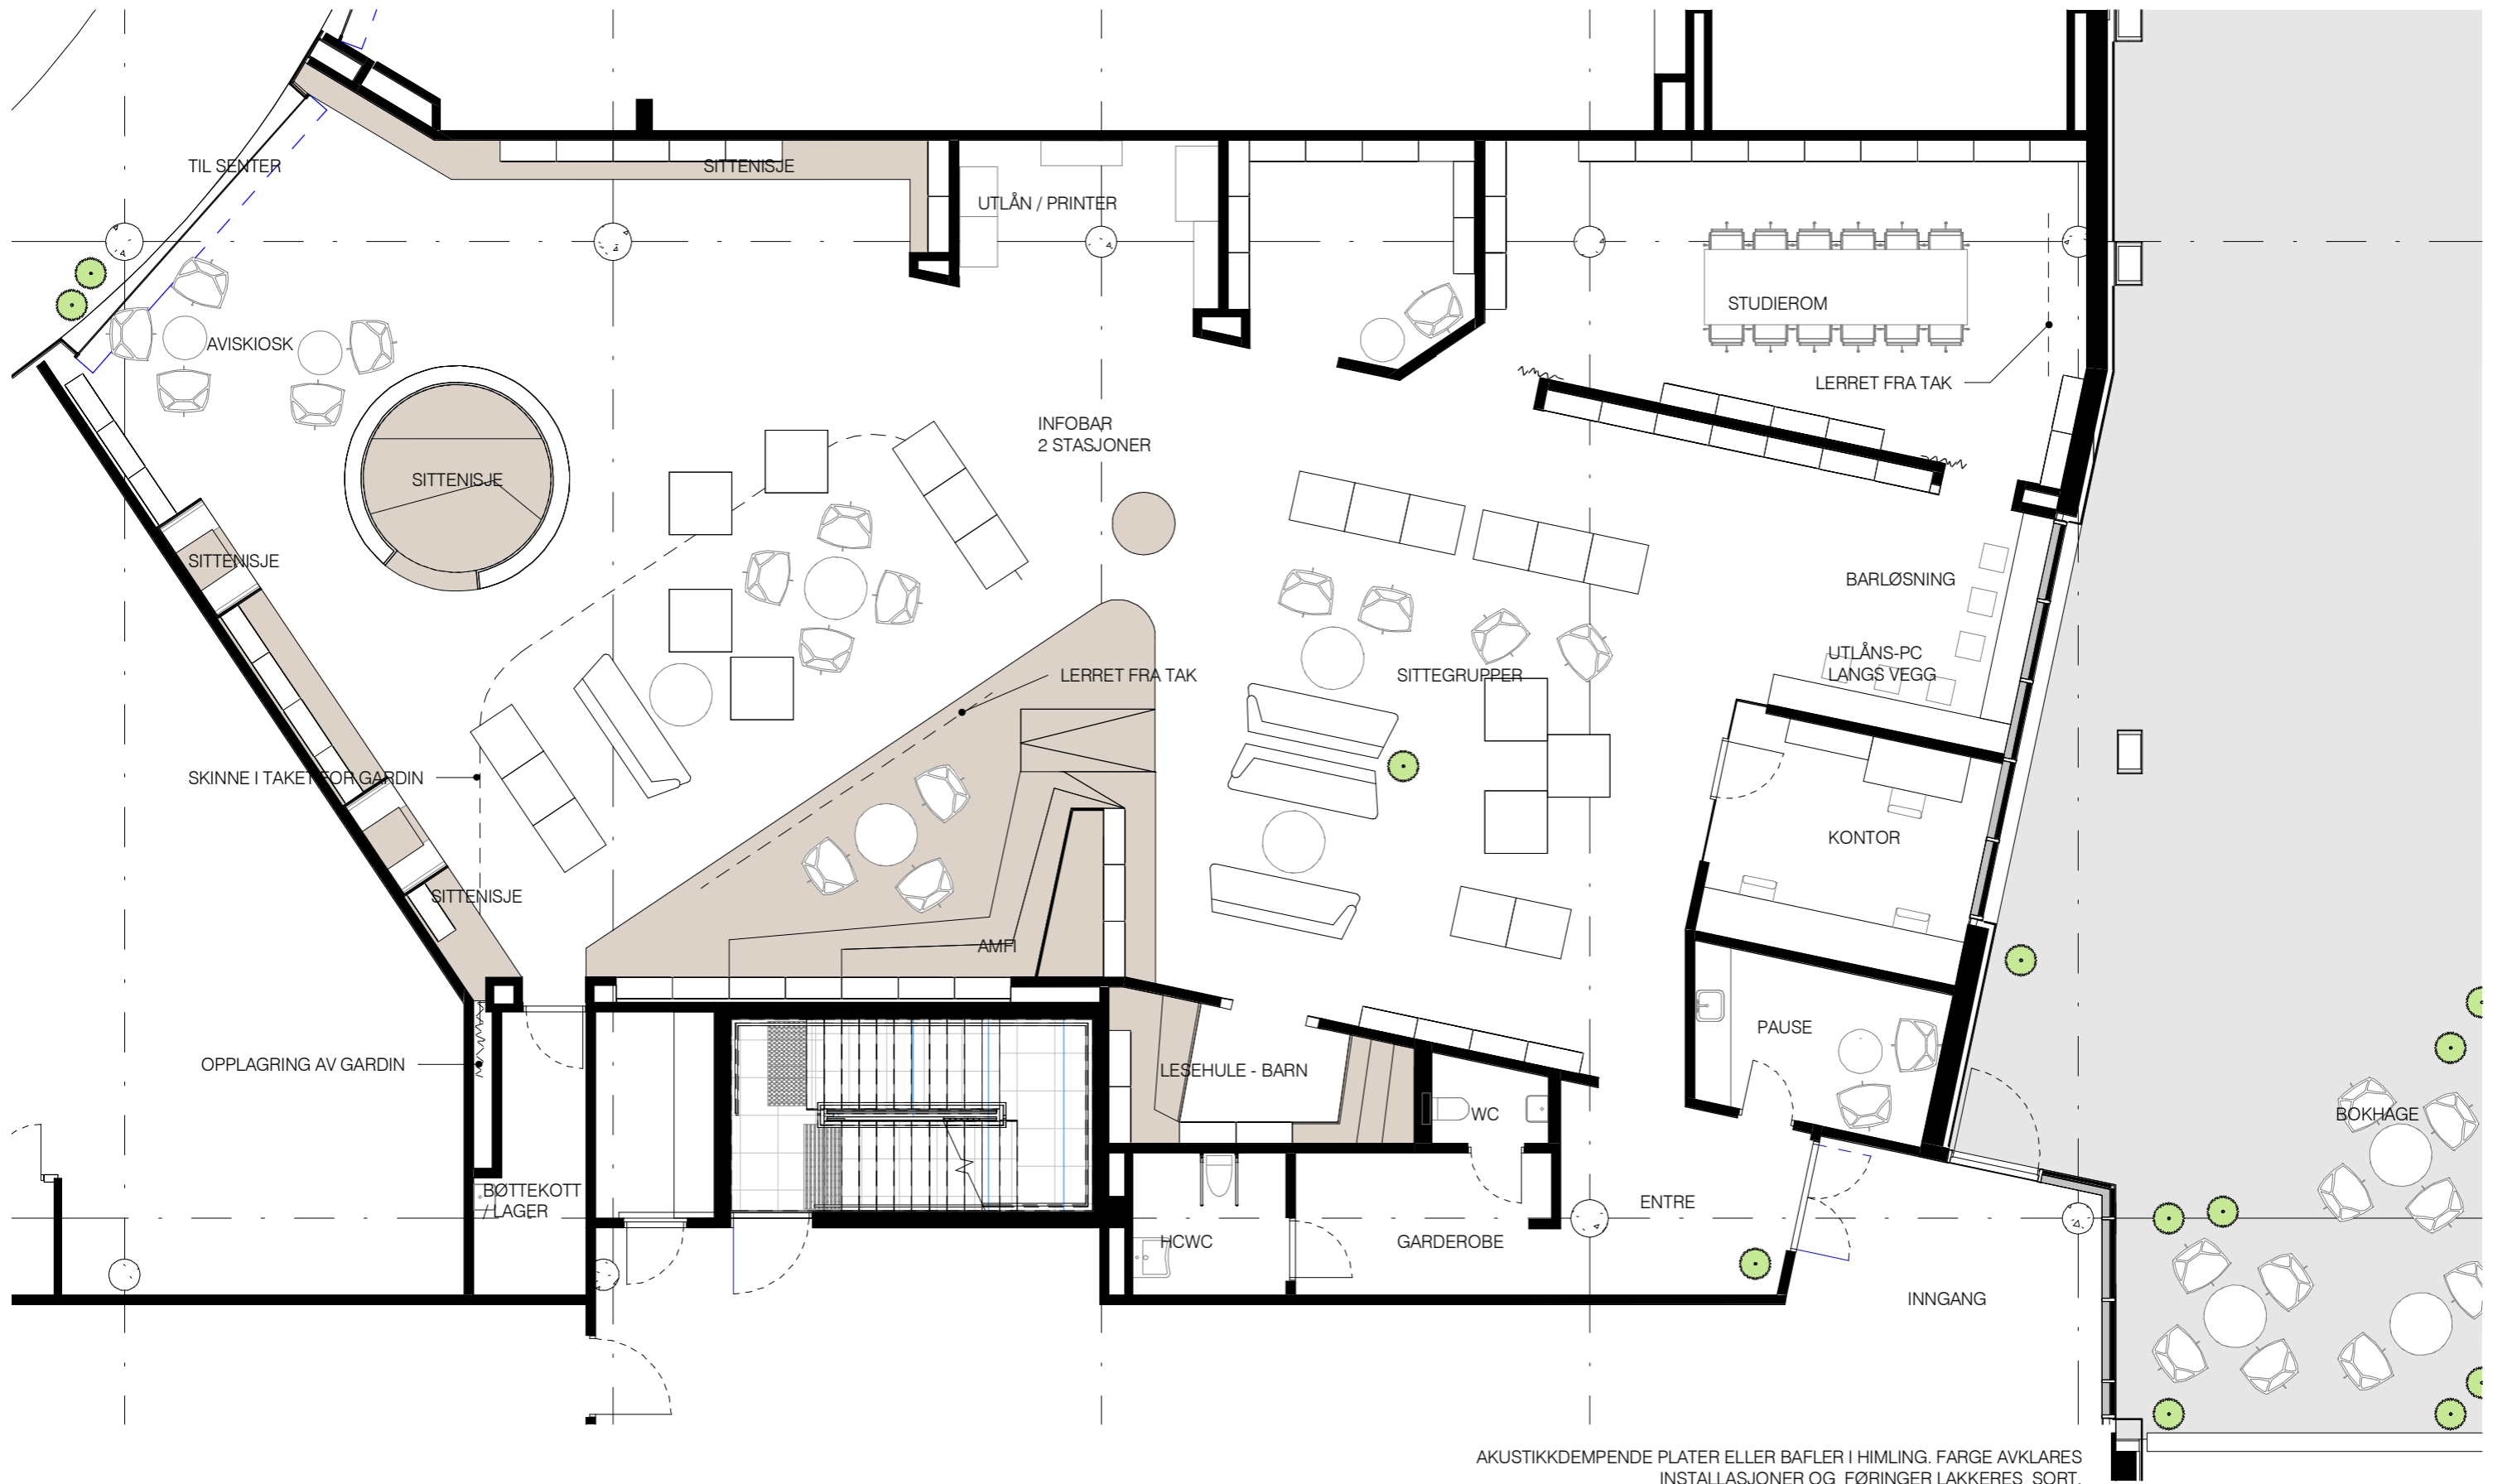 TIL SENTER
SITTENISJE
UTLÅN / PRINTER
STUDIEROM
AVISKIOSK
LERRET FRA TAK
INFOBAR
2 STASJONER
SITTENISJE
SITTENISJE
BARLØSNING
UTLÅNS-PC
LANGS VEGG
LERRET FRA TAK
SITTEGRUPPER
SKINNE I TAKET FOR GARDIN
KONTOR
SITTENISJE
AMFI
PAUSE
OPPLAGRING AV GARDIN
LESEHULE - BARN
WC
BOKHAGE
BØTTEKOTT
/ LAGER
ENTRE
HCWC
GARDEROBE
INNGANG
AKUSTIKKDEMPENDE PLATER ELLER BAFLER I HIMLING. FARGE AVKLARES
INSTALLASJONER OG FØRINGER LAKKERES SORT.